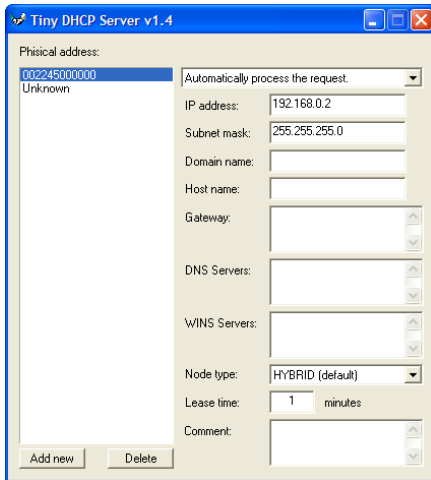 Tiny DHCP Server v1.4
Phisical address:
002245000000
Unknown
Automatically process the request.
IP address: 192.168.0.2
Subnet mask: 255.255.255.0
Domain name:
Host name:
Gateway:
DNS Servers:
WINS Servers:
Node type: HYBRID (default)
Lease time: 1 minutes
Comment:
Add new Delete